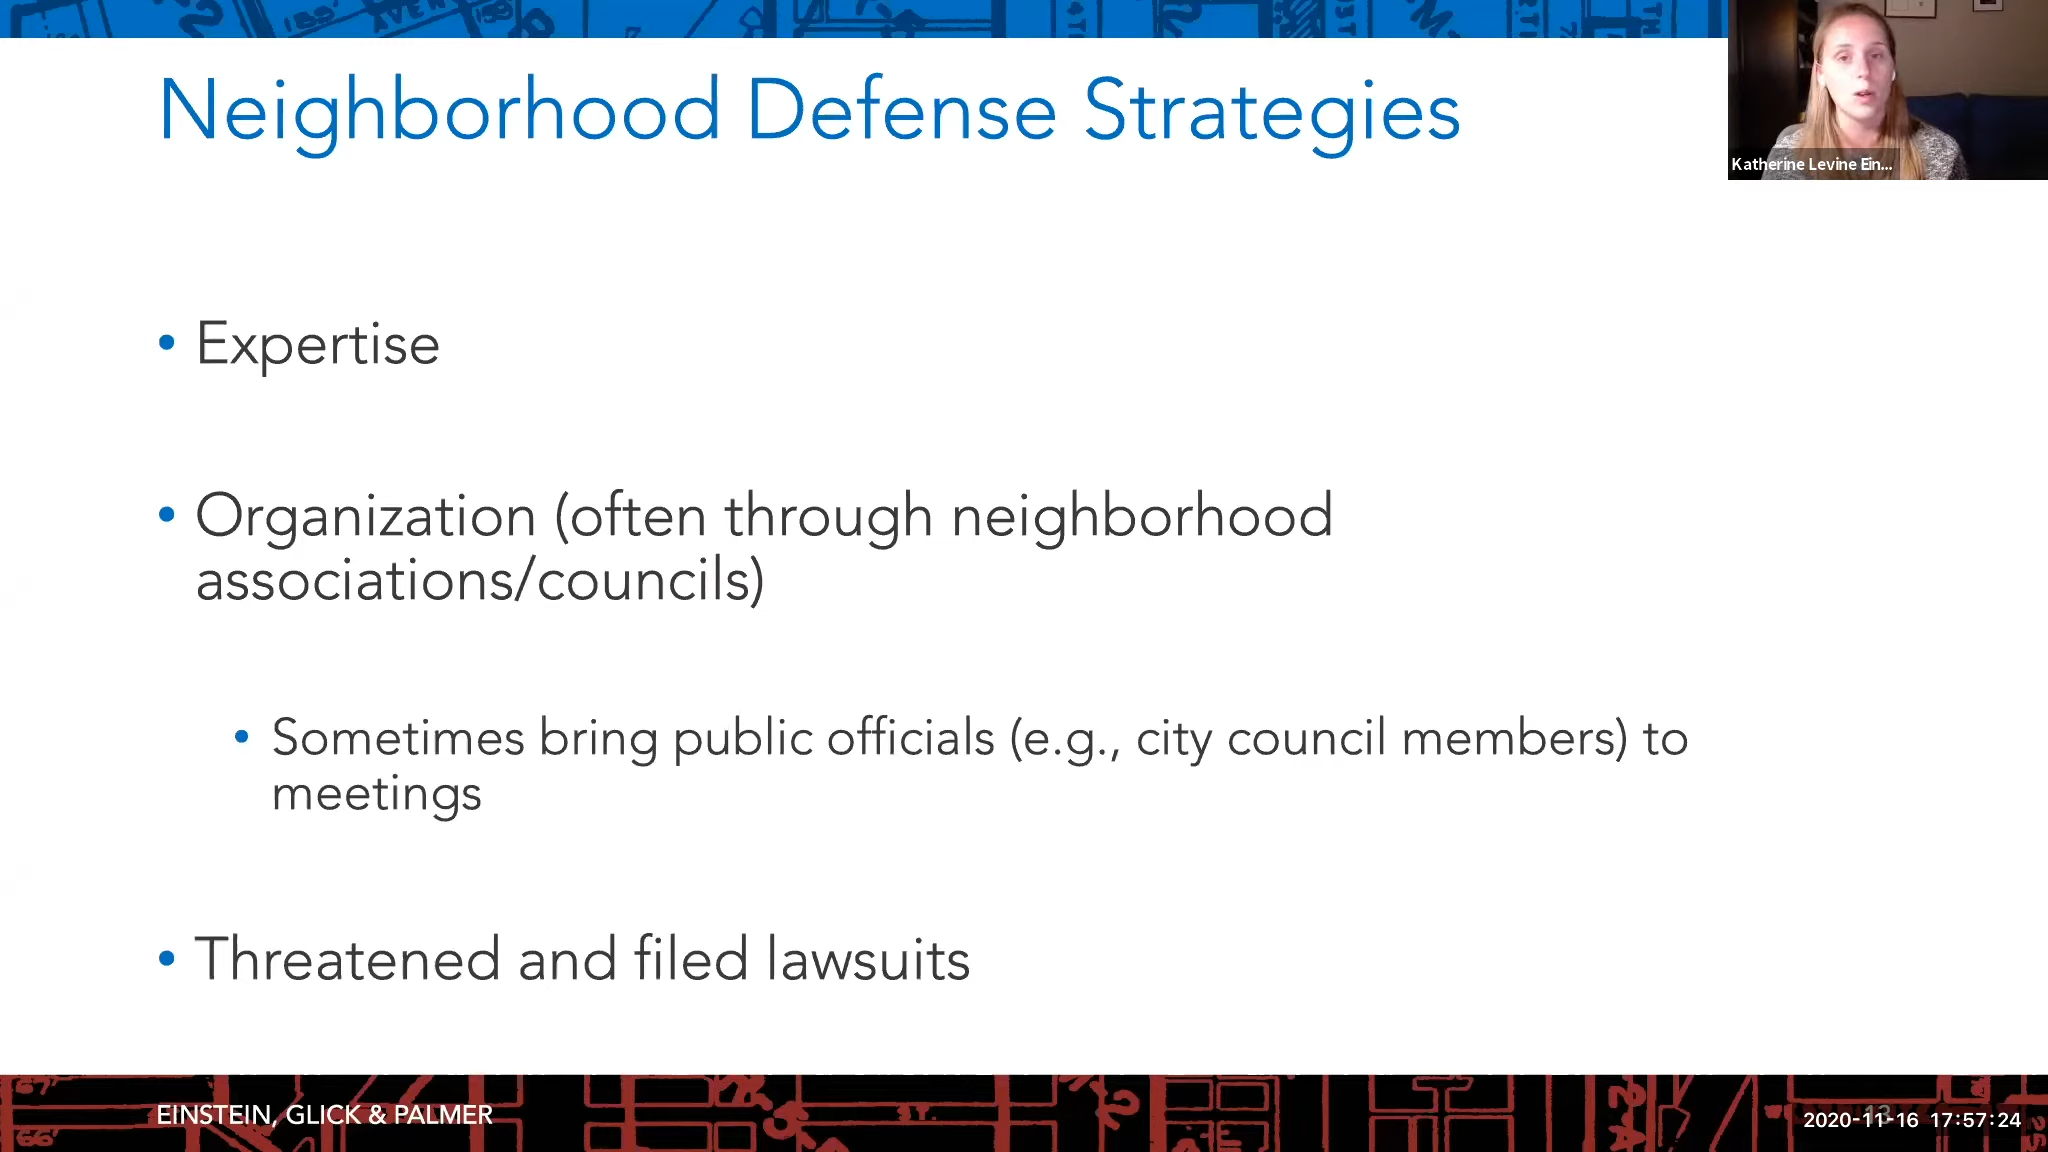 Neighborhood Defense Strategies
Katherine Levine Ein...
• Expertise
• Organization (often through neighborhood
associations/councils)
• Sometimes bring public officials (e.g., city council members) to
meetings
• Threatened and filed lawsuits
EINSTEIN, GLICK & PALMER
13
2020-11-16 17:57:24